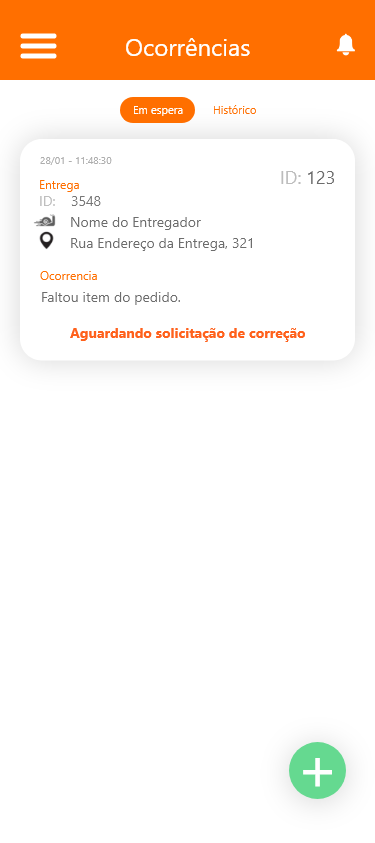 Ocorrências
Em espera
Histórico
28/01 - 11:48:30
ID: 123
Entrega
ID: 3548
Nome do Entregador
Rua Endereço da Entrega, 321
Ocorrencia
Faltou item do pedido.
Aguardando solicitação de correção